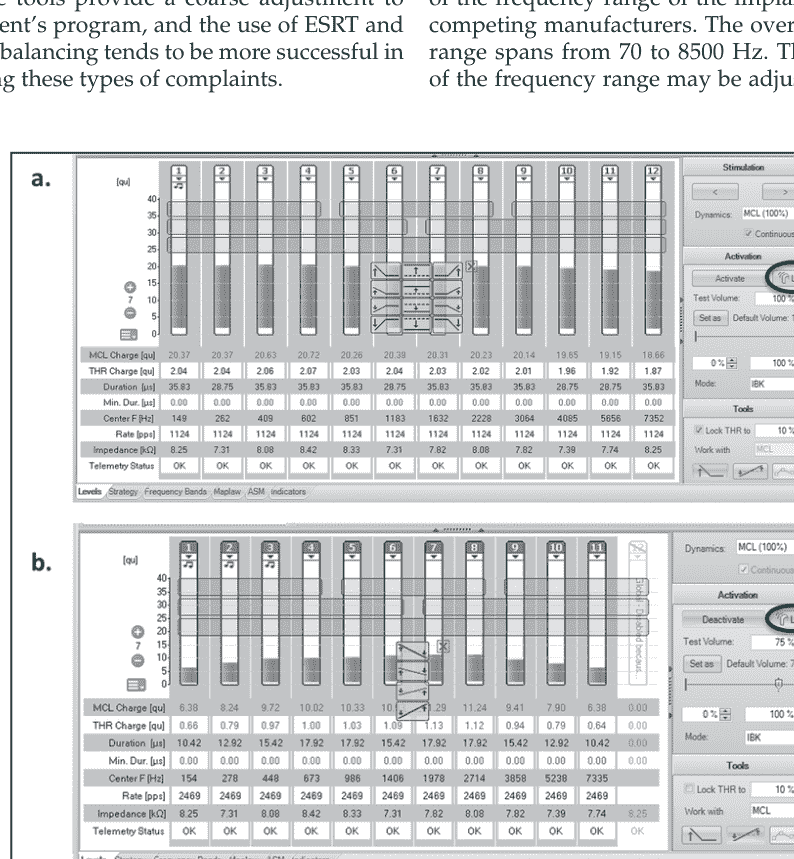 e tools provide a coarse adjustment to
ent's program, and the use of ESRT and
balancing tends to be more successful in
ng these types of complaints.
of the frequency range of the implan
competing manufacturers. The over
range spans from 70 to 8500 Hz. Th
of the frequency range may be adjus
a.
[qu]
1 2 3 4 5 6 7 8 9 10 11 12
40
35
30
25
20
15
10
5
0
7
MCL Charge [qu] 20.37 20.37 20.63 20.72 20.26 20.38 20.31 20.23 20.14 19.65 19.15 18.66
THR Charge [qu] 2.04 2.04 2.06 2.07 2.03 2.04 2.03 2.02 2.01 1.96 1.92 1.87
Duration [µs] 35.83 28.75 35.83 35.83 35.83 28.75 35.83 35.83 35.83 28.75 28.75 35.83
Min. Dur. [µs] 0.00 0.00 0.00 0.00 0.00 0.00 0.00 0.00 0.00 0.00 0.00 0.00
Center F [Hz] 149 262 409 602 851 1183 1632 2228 3064 4085 5656 7352
Rate [pps] 1124 1124 1124 1124 1124 1124 1124 1124 1124 1124 1124 1124
Impedance [kΩ] 8.25 7.31 8.08 8.42 8.33 7.31 7.82 8.08 7.82 7.39 7.74 8.25
Telemetry Status OK OK OK OK OK OK OK OK OK OK OK OK
Levels Strategy Frequency Bands Maplaw ASM Indicators
Stimulation
< >
Dynamics: MCL (100%)
Continuous
Activation
Activate L
Test Volume: 100 %
Set as Default Volume: 1
0 % 100 %
Mode: IBK
Tools
Lock THR to 10 %
Work with MCL
b.
[qu]
1 2 3 4 5 6 7 8 9 10 11 12
40
35
30
25
20
15
10
5
0
7
Global - Disabled becaus...
MCL Charge [qu] 6.38 8.24 9.72 10.02 10.33 10. .29 11.24 9.41 7.90 6.38 0.00
THR Charge [qu] 0.66 0.79 0.97 1.00 1.03 1.09 1.13 1.12 0.94 0.79 0.64 0.00
Duration [µs] 10.42 12.92 15.42 17.92 17.92 15.42 17.92 17.92 15.42 12.92 10.42 0.00
Min. Dur. [µs] 0.00 0.00 0.00 0.00 0.00 0.00 0.00 0.00 0.00 0.00 0.00 0.00
Center F [Hz] 154 278 448 673 986 1406 1978 2714 3858 5238 7335
Rate [pps] 2469 2469 2469 2469 2469 2469 2469 2469 2469 2469 2469
Impedance [kΩ] 8.25 7.31 8.08 8.42 8.33 7.31 7.82 8.08 7.82 7.39 7.74 8.25
Telemetry Status OK OK OK OK OK OK OK OK OK OK OK OK
Dynamics: MCL (100%)
Continuous
Activation
Deactivate L
Test Volume: 75 %
Set as Default Volume: 7
0 % 100 %
Mode: IBK
Tools
Lock THR to 10 %
Work with MCL